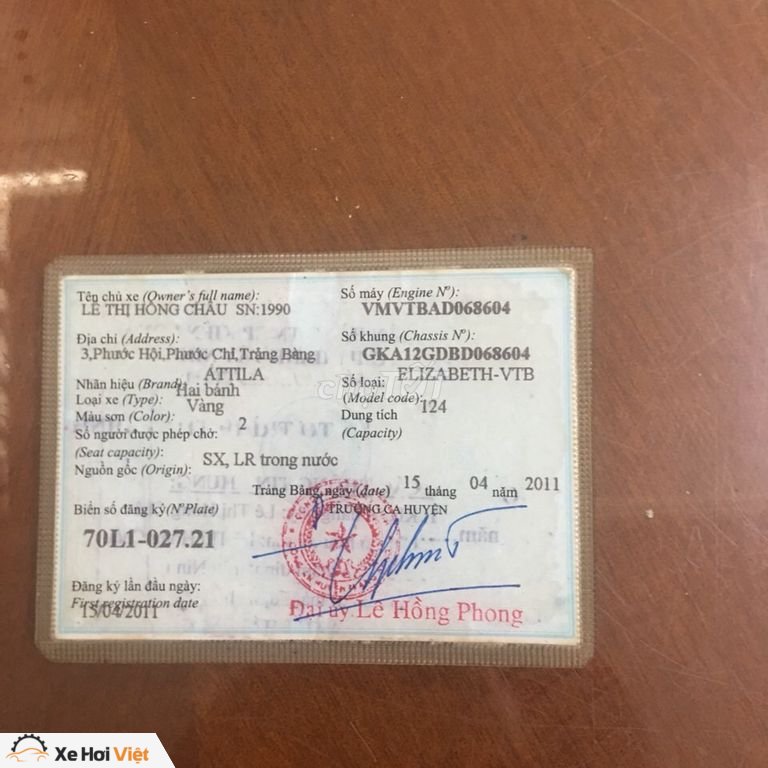 Tên chủ xe (Owner's full name):
LÊ THỊ HỒNG CHÂU SN:1990
Số máy (Engine Nº):
VMVTBAD068604
Địa chỉ (Address):
3,Phước Hội,Phước Chỉ,Trảng Bàng
Số khung (Chassis Nº):
GKA12GDBD068604
Nhãn hiệu (Brand):
ATTILA
Số loại:
(Model code):
ELIZABETH-VTB
Loại xe (Type):
Hai bánh
Màu sơn (Color):
Vàng
Dung tích
(Capacity)
124
Số người được phép chở:
(Seat capacity):
2
Nguồn gốc (Origin):
SX, LR trong nước
Trảng Bàng, ngày (date) 15 tháng 04 năm 2011
TRƯỞNG CA HUYỆN
Biển số đăng ký(NºPlate)
70L1-027.21
Đăng ký lần đầu ngày:
First registration date
15/04/2011
Đại úy Lê Hồng Phong
chợTỐT
Xe Hơi Việt